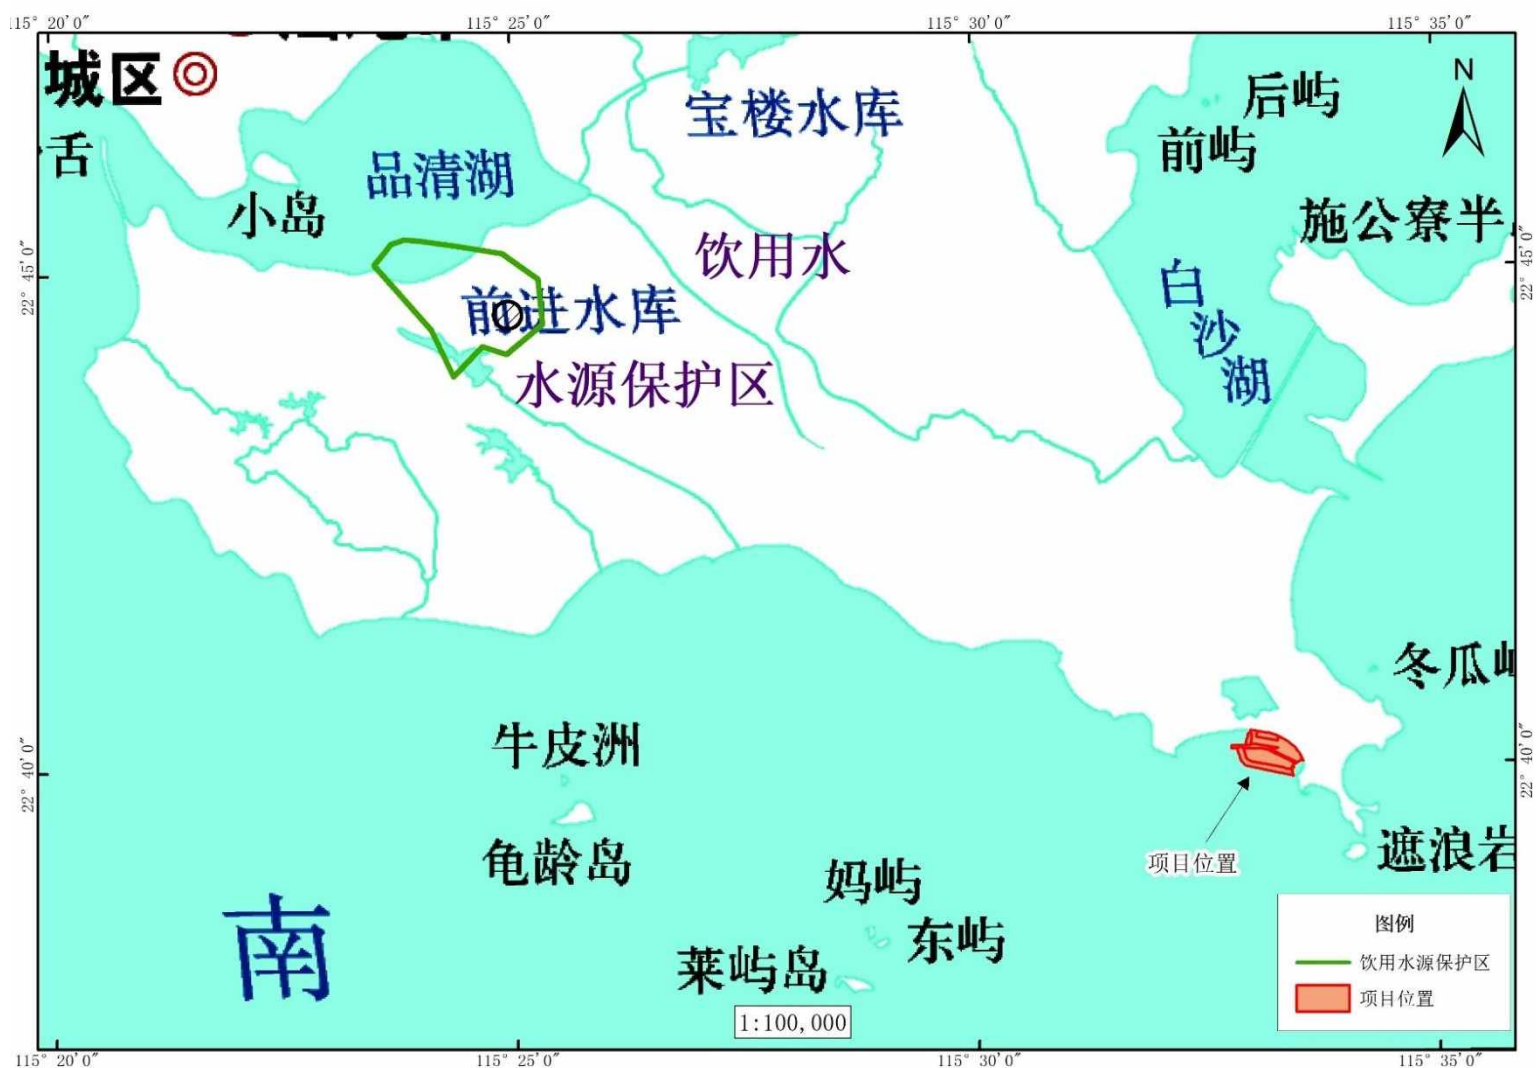 115° 20′0″
115° 25′0″
115° 30′0″
115° 35′0″
城区
舌
后屿
前屿
宝楼水库
品清湖
小岛
施公寮半
饮用水
22° 45′0″
22° 45′0″
白沙湖
前进水库
水源保护区
N
冬瓜屿
牛皮洲
22° 40′0″
22° 40′0″
龟龄岛
项目位置
遮浪岩
妈屿
东屿
莱屿岛
南
1:100,000
图例
饮用水源保护区
项目位置
115° 20′0″
115° 25′0″
115° 30′0″
115° 35′0″